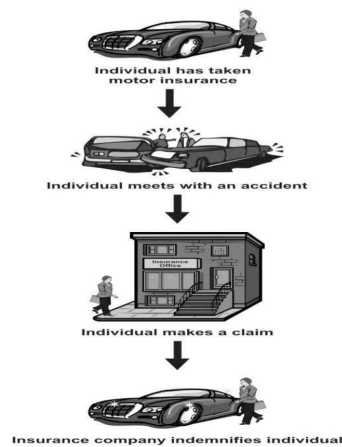 Individual has taken
motor insurance
Individual meets with an accident
Insurance
Office
Individual makes a claim
Insurance company indemnifies individual